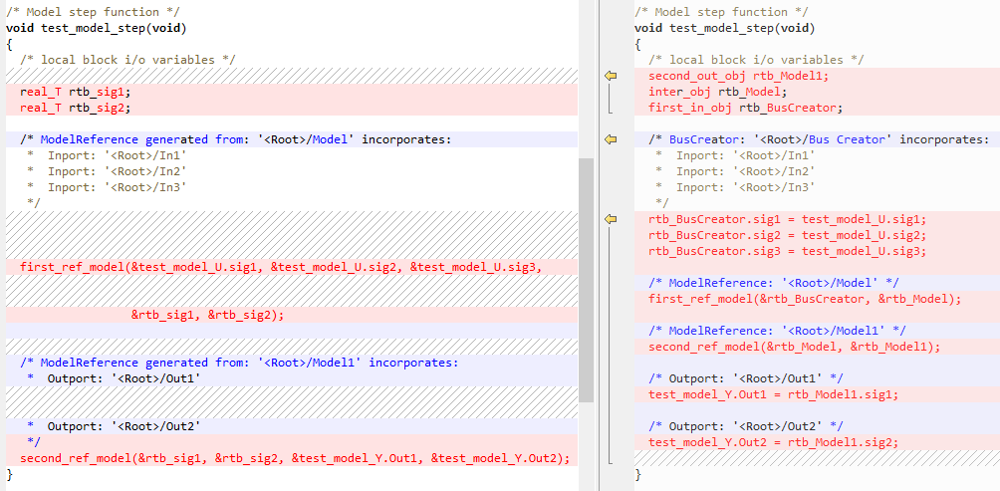 /* Model step function */
void test_model_step(void)
{
  /* local block i/o variables */
  real_T rtb_sig1;
  real_T rtb_sig2;
  /* ModelReference generated from: '<Root>/Model' incorporates:
   *  Inport: '<Root>/In1'
   *  Inport: '<Root>/In2'
   *  Inport: '<Root>/In3'
   */
  first_ref_model(&test_model_U.sig1, &test_model_U.sig2, &test_model_U.sig3,
                  &rtb_sig1, &rtb_sig2);
  /* ModelReference generated from: '<Root>/Model1' incorporates:
   *  Outport: '<Root>/Out1'
   *  Outport: '<Root>/Out2'
   */
  second_ref_model(&rtb_sig1, &rtb_sig2, &test_model_Y.Out1, &test_model_Y.Out2);
}
/* Model step function */
void test_model_step(void)
{
  /* local block i/o variables */
  second_out_obj rtb_Model1;
  inter_obj rtb_Model;
  first_in_obj rtb_BusCreator;
  /* BusCreator: '<Root>/Bus Creator' incorporates:
   *  Inport: '<Root>/In1'
   *  Inport: '<Root>/In2'
   *  Inport: '<Root>/In3'
   */
  rtb_BusCreator.sig1 = test_model_U.sig1;
  rtb_BusCreator.sig2 = test_model_U.sig2;
  rtb_BusCreator.sig3 = test_model_U.sig3;
  /* ModelReference: '<Root>/Model' */
  first_ref_model(&rtb_BusCreator, &rtb_Model);
  /* ModelReference: '<Root>/Model1' */
  second_ref_model(&rtb_Model, &rtb_Model1);
  /* Outport: '<Root>/Out1' */
  test_model_Y.Out1 = rtb_Model1.sig1;
  /* Outport: '<Root>/Out2' */
  test_model_Y.Out2 = rtb_Model1.sig2;
}